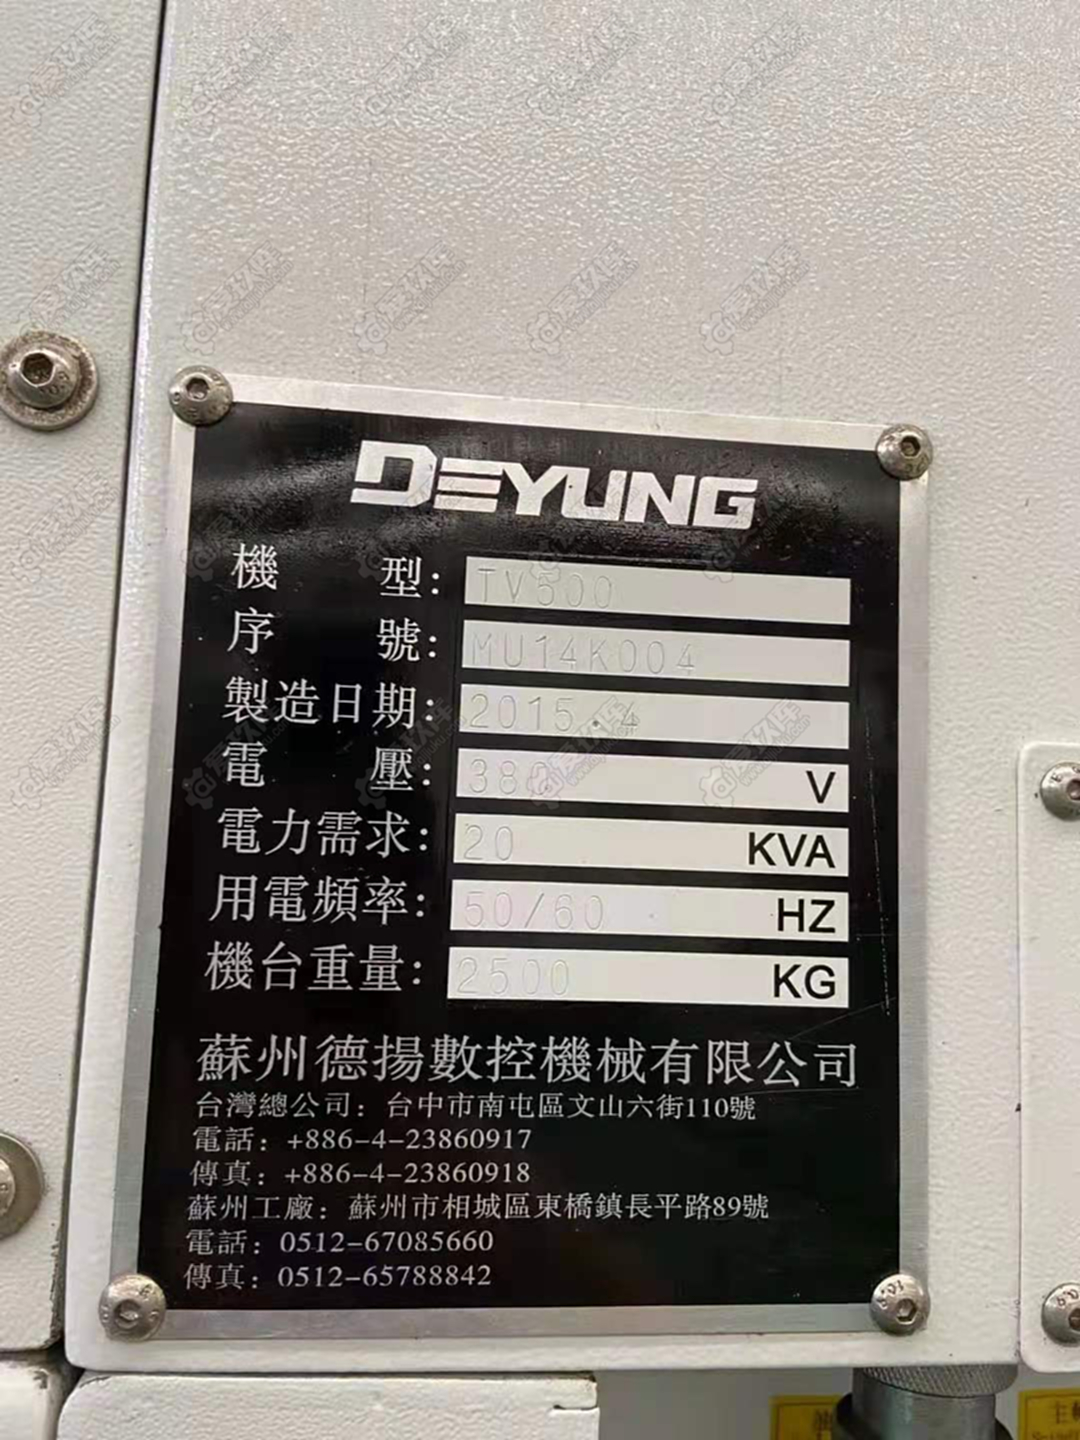 DEYUNG
機型：TV500
序號：MU14K004
製造日期：2015.4
電壓：380 V
電力需求：20 KVA
用電頻率：50/60 HZ
機台重量：2500 KG
蘇州德揚數控機械有限公司
台灣總公司：台中市南屯區文山六街110號
電話：+886-4-23860917
傳真：+886-4-23860918
蘇州工廠：蘇州市相城區東橋鎮長平路89號
電話：0512-67085660
傳真：0512-65788842